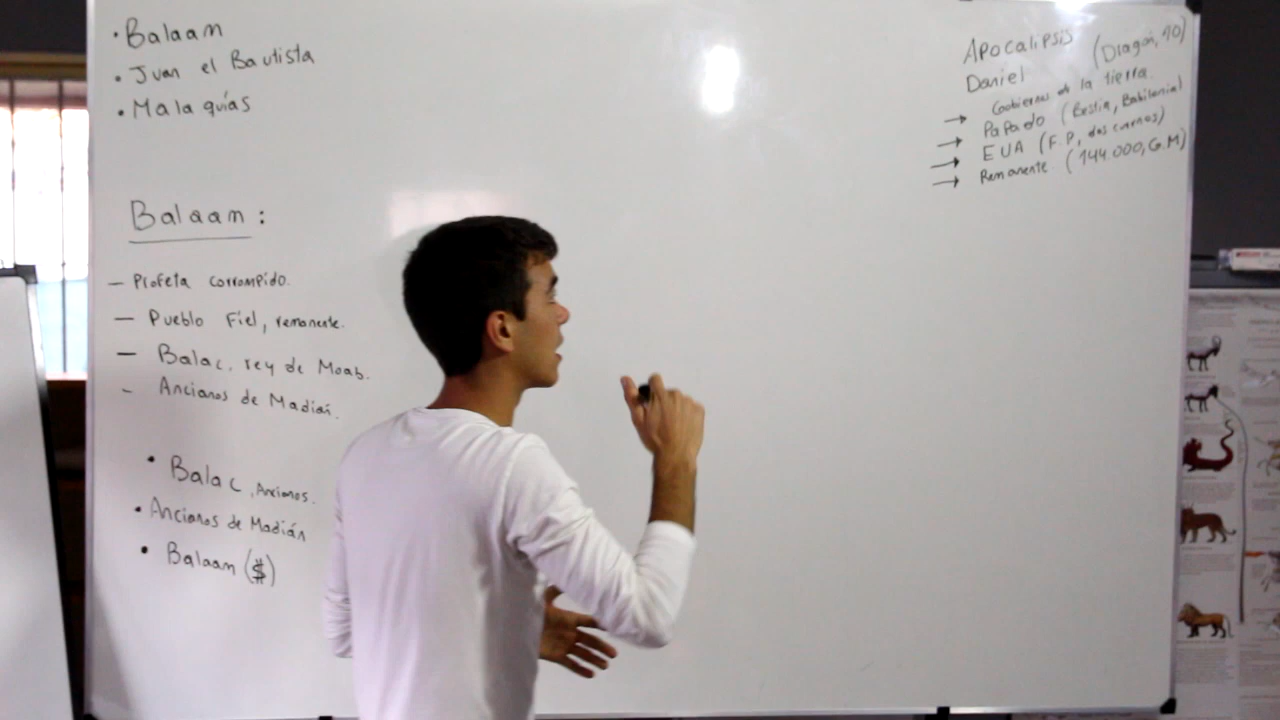 • Balaam
• Juan el Bautista
• Malaquías
Balaam :
— Profeta corrompido.
— Pueblo Fiel, remanente.
— Balac, rey de Moab.
— Ancianos de Madián.
• Balac, Ancianos.
• Ancianos de Madián
• Balaam ($)
Apocalipsis (Dragón, 10)
Daniel
→ Gobiernos de la tierra.
→ Papado (Bestia, Babilonia)
→ EUA (F.P, dos cuernos)
→ Remanente (144.000, G.M)